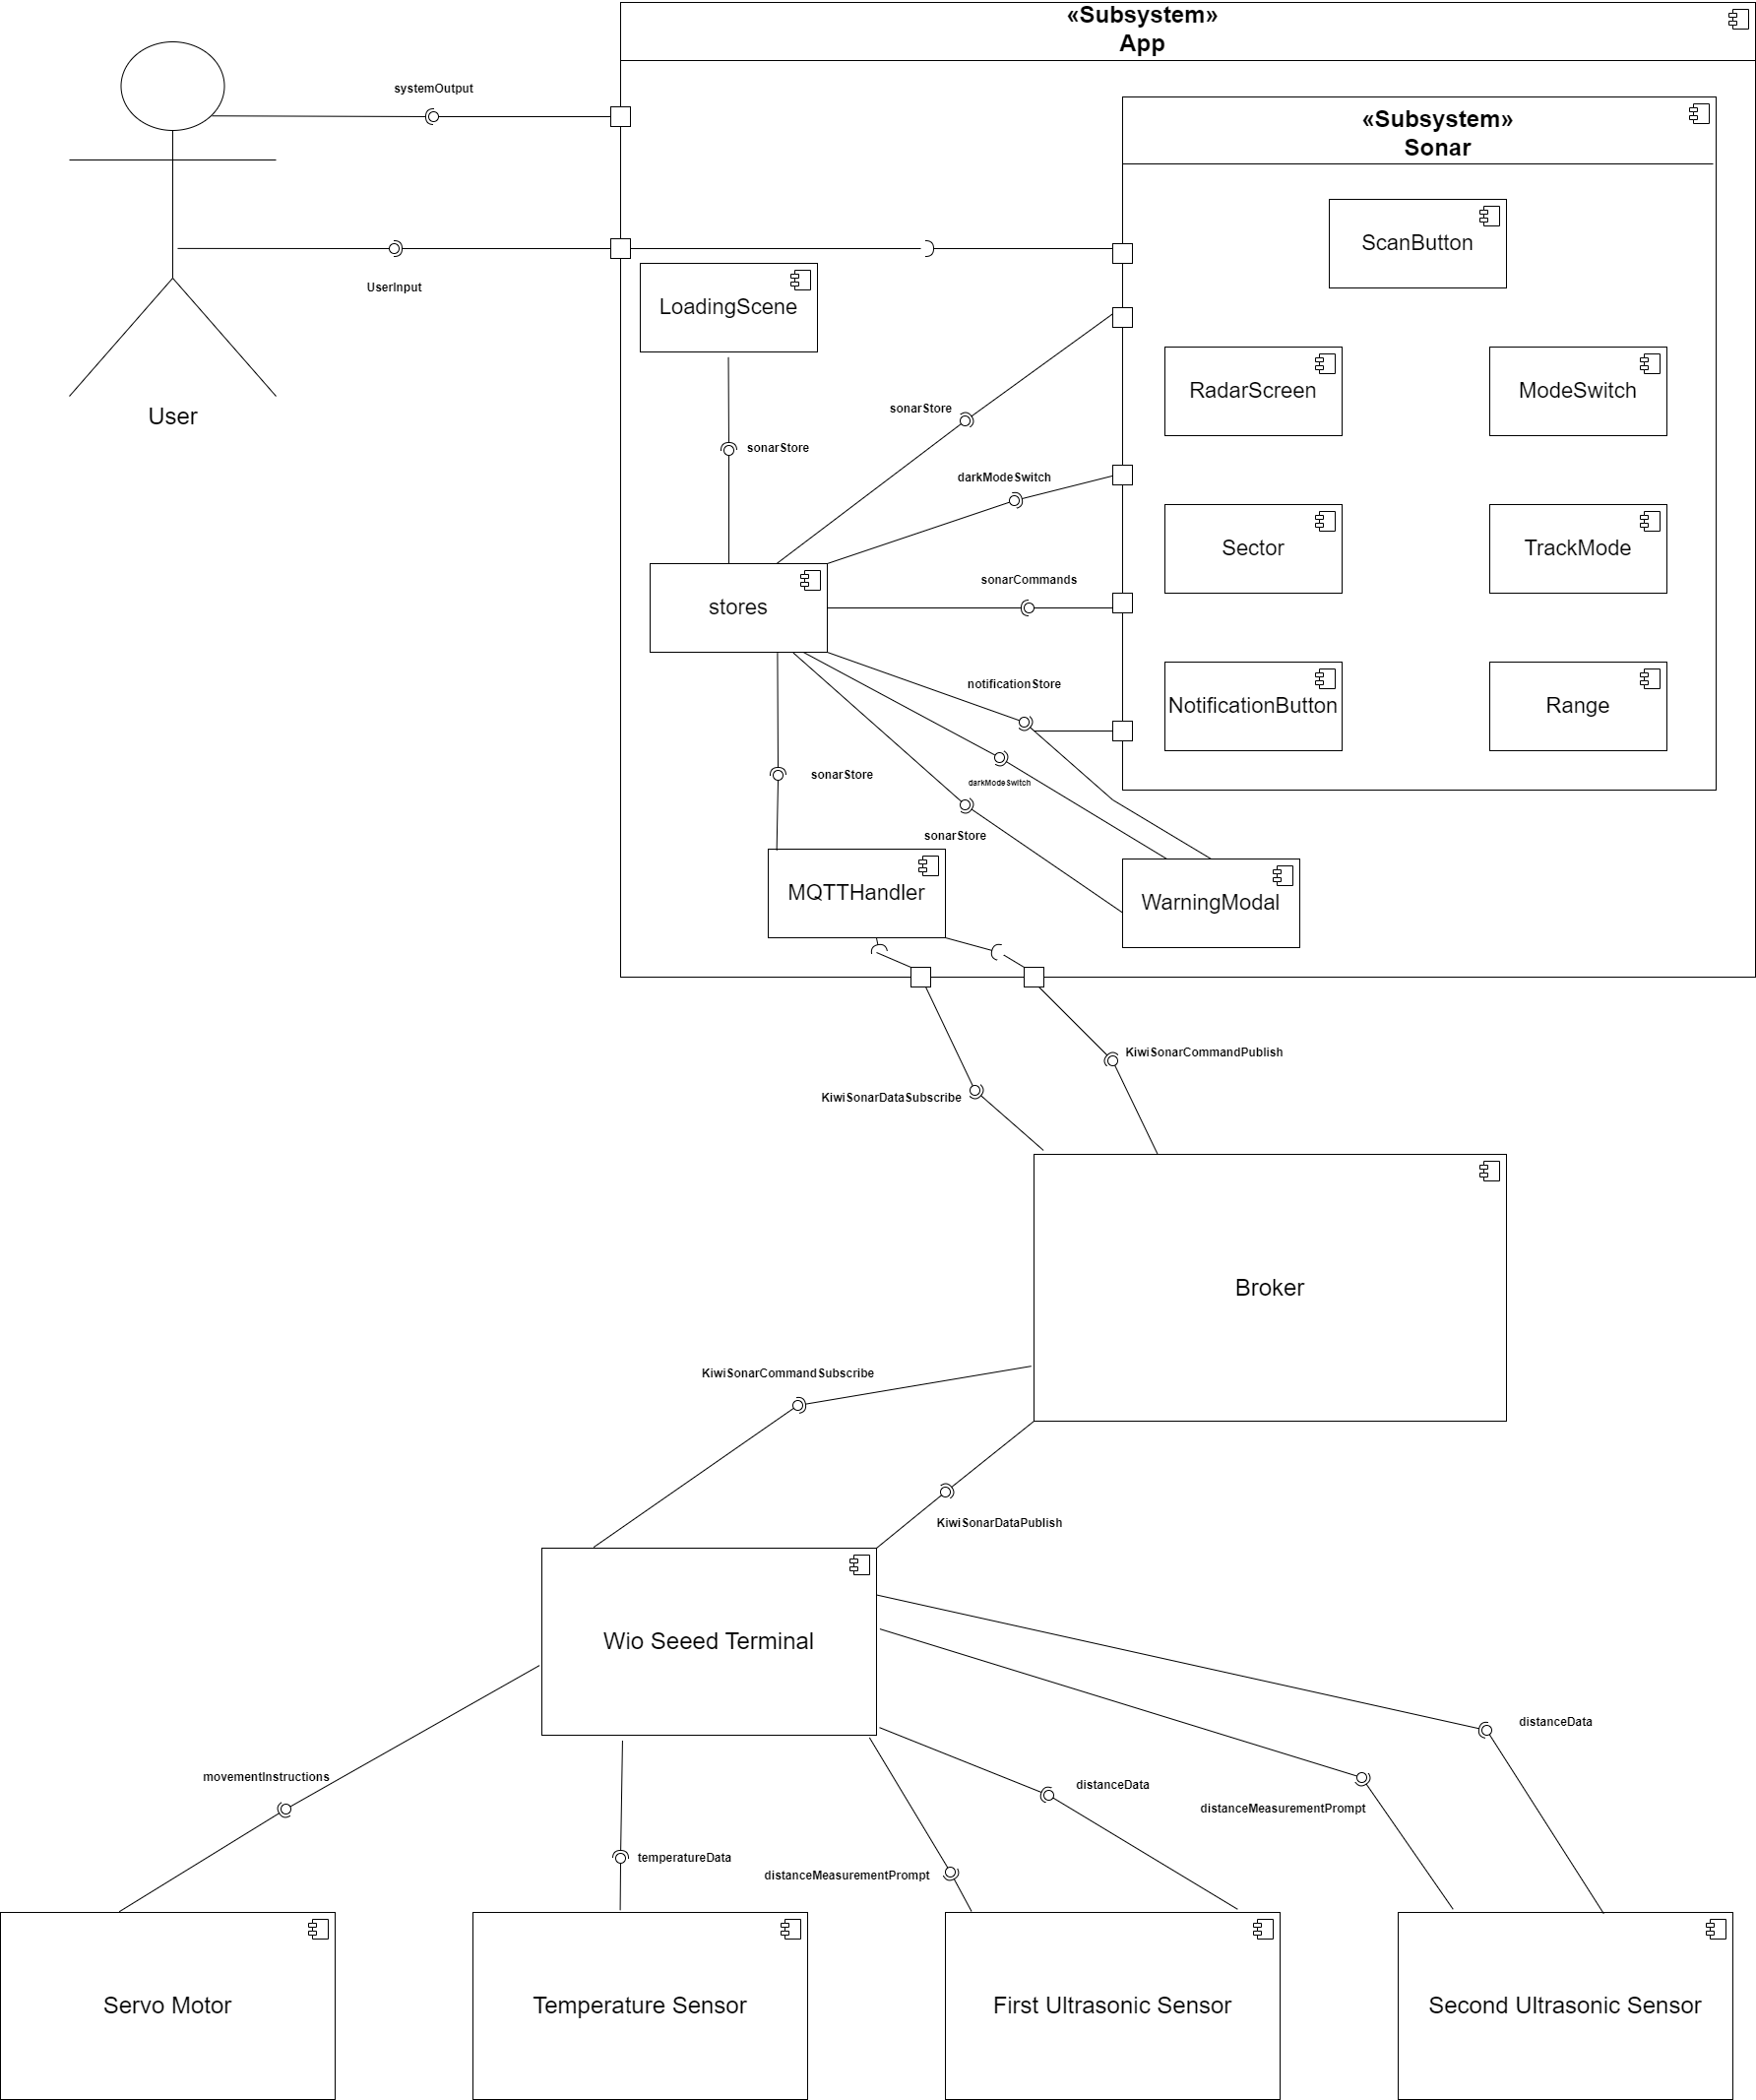 «Subsystem»
App
systemOutput
«Subsystem»
Sonar
ScanButton
UserInput
LoadingScene
RadarScreen
ModeSwitch
User
sonarStore
sonarStore
darkModeSwitch
Sector
TrackMode
stores
sonarCommands
notificationStore
NotificationButton
Range
sonarStore
darkModeSwitch
sonarStore
MQTTHandler
WarningModal
KiwiSonarCommandPublish
KiwiSonarDataSubscribe
Broker
KiwiSonarCommandSubscribe
KiwiSonarDataPublish
Wio Seeed Terminal
distanceData
movementInstructions
distanceData
distanceMeasurementPrompt
temperatureData
distanceMeasurementPrompt
Servo Motor
Temperature Sensor
First Ultrasonic Sensor
Second Ultrasonic Sensor